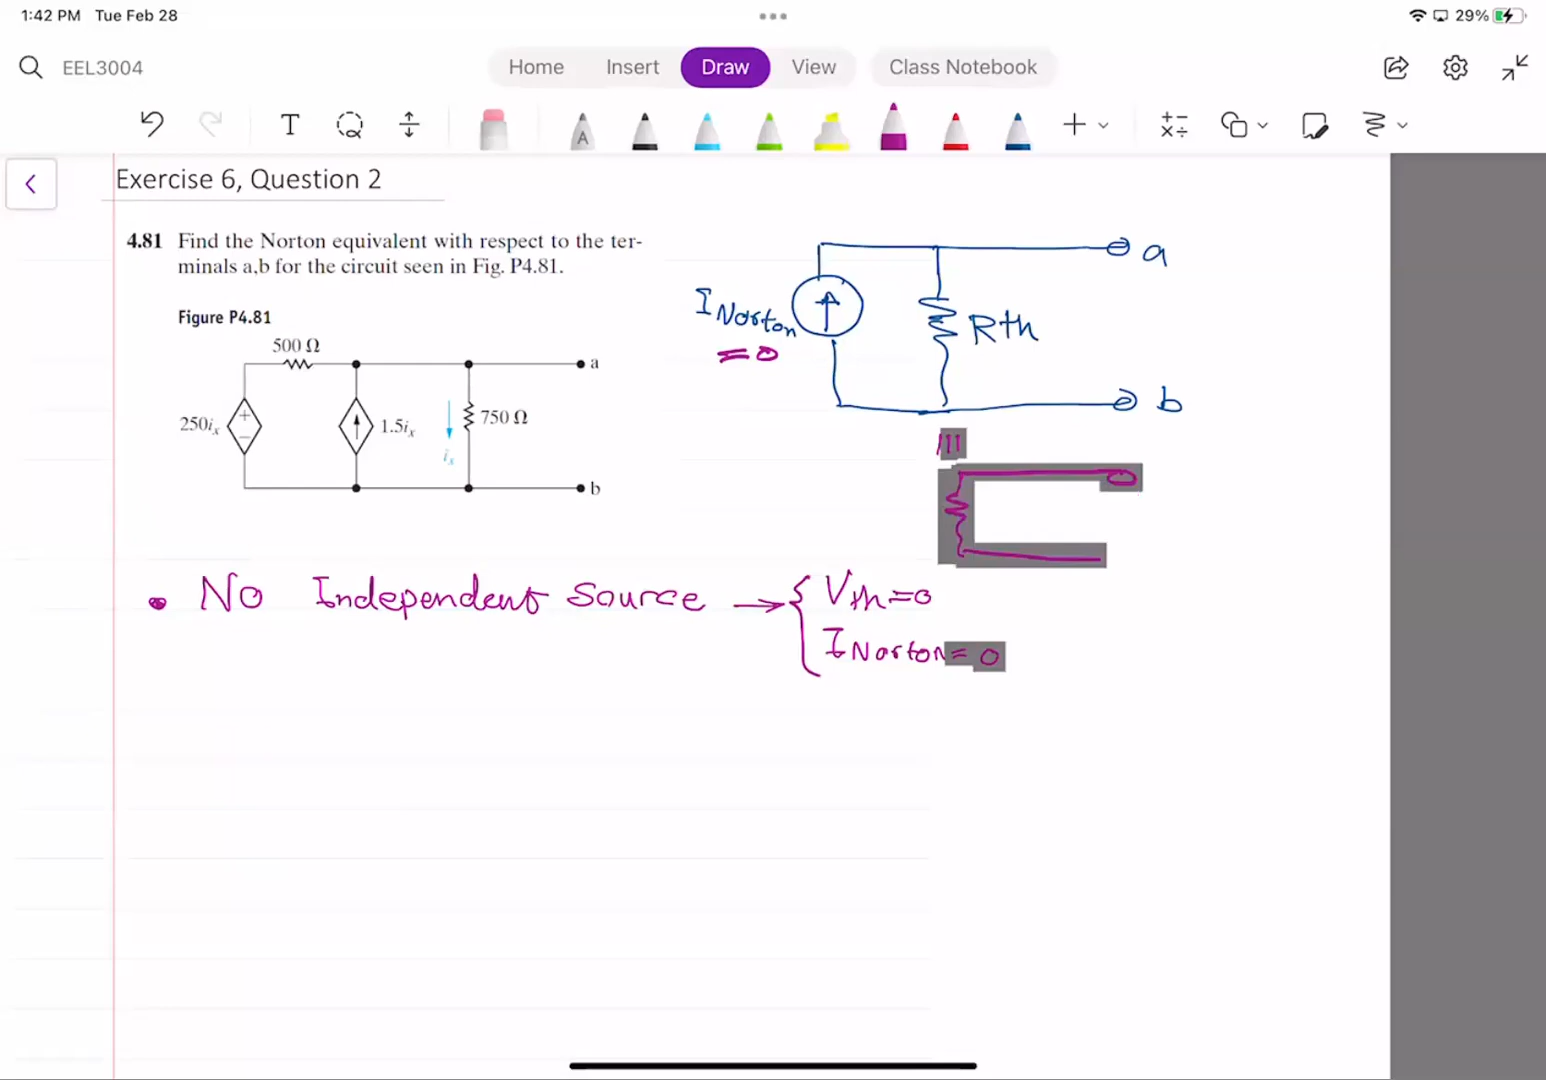 1:42 PM Tue Feb 28
29%
EEL3004
Home Insert Draw View Class Notebook
T
A
Exercise 6, Question 2
4.81 Find the Norton equivalent with respect to the ter-
minals a,b for the circuit seen in Fig. P4.81.
Figure P4.81
500 Ω
a
250iₓ
+
−
1.5iₓ
750 Ω
iₓ
b
a
I Norton
= 0
Rth
b
• No Independent Source → { Vth = 0
I Norton = 0